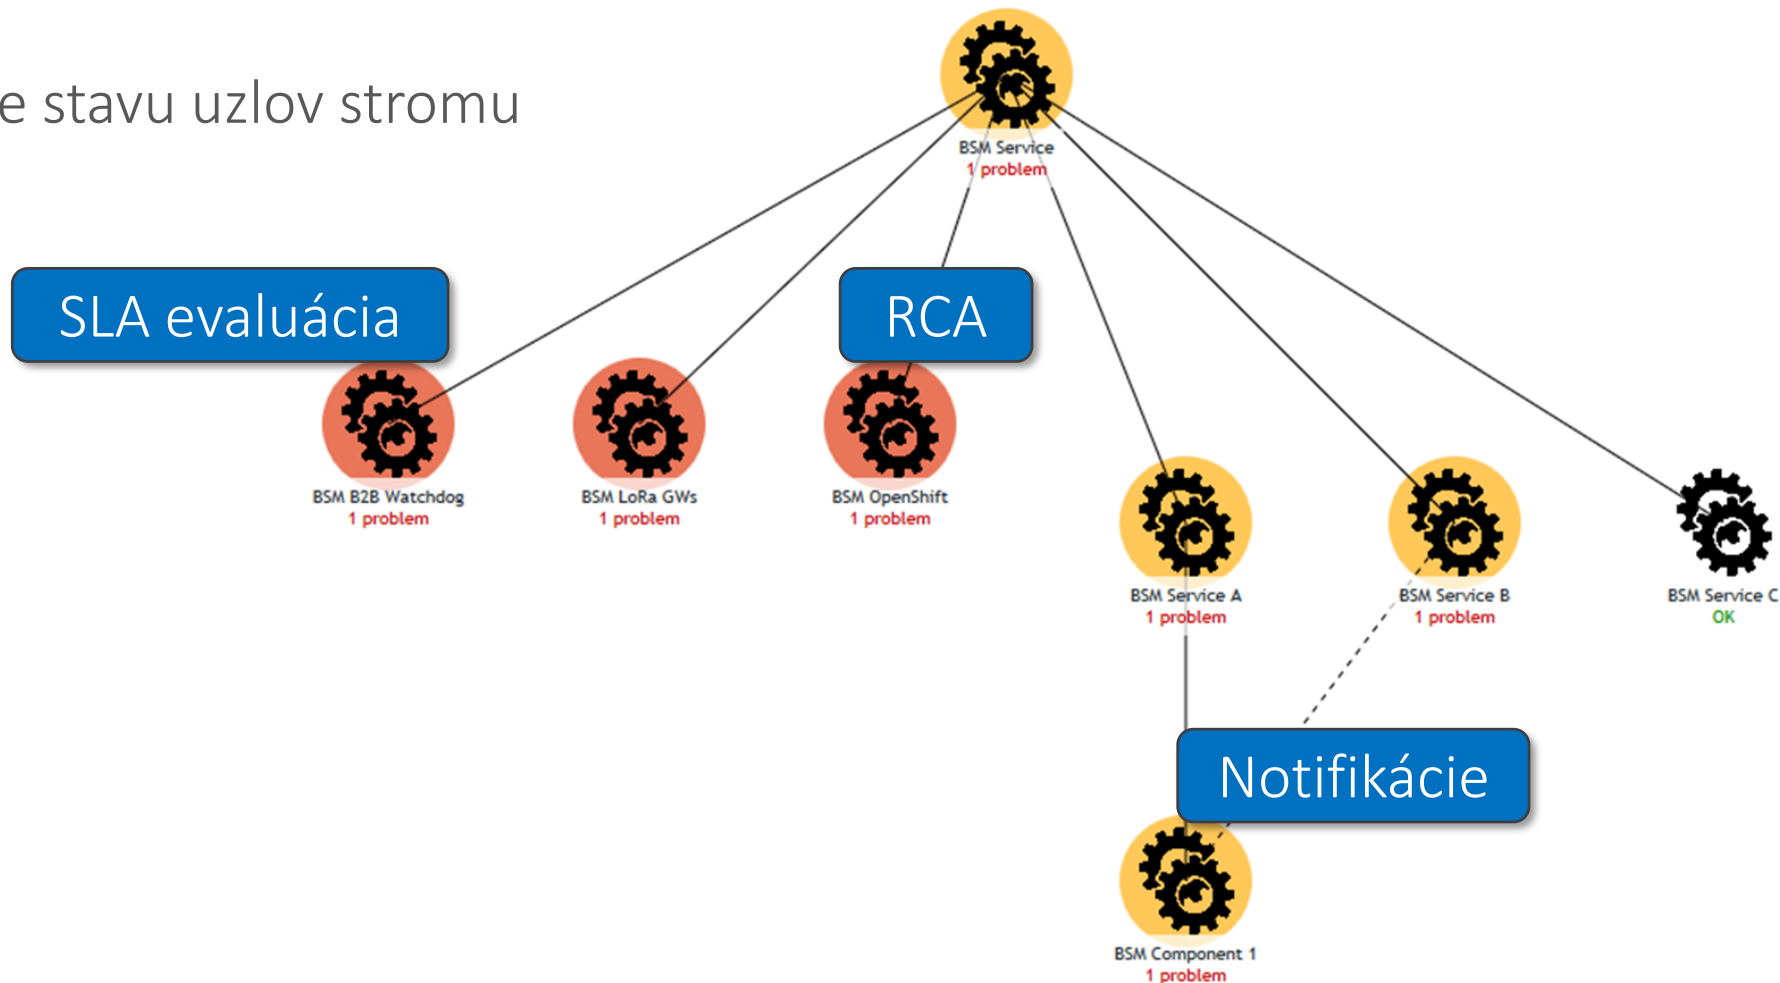 e stavu uzlov stromu
BSM Service
1 problem
SLA evaluácia
RCA
BSM B2B Watchdog
1 problem
BSM LoRa GWs
1 problem
BSM OpenShift
1 problem
BSM Service A
1 problem
BSM Service B
1 problem
BSM Service C
OK
Notifikácie
BSM Component 1
1 problem